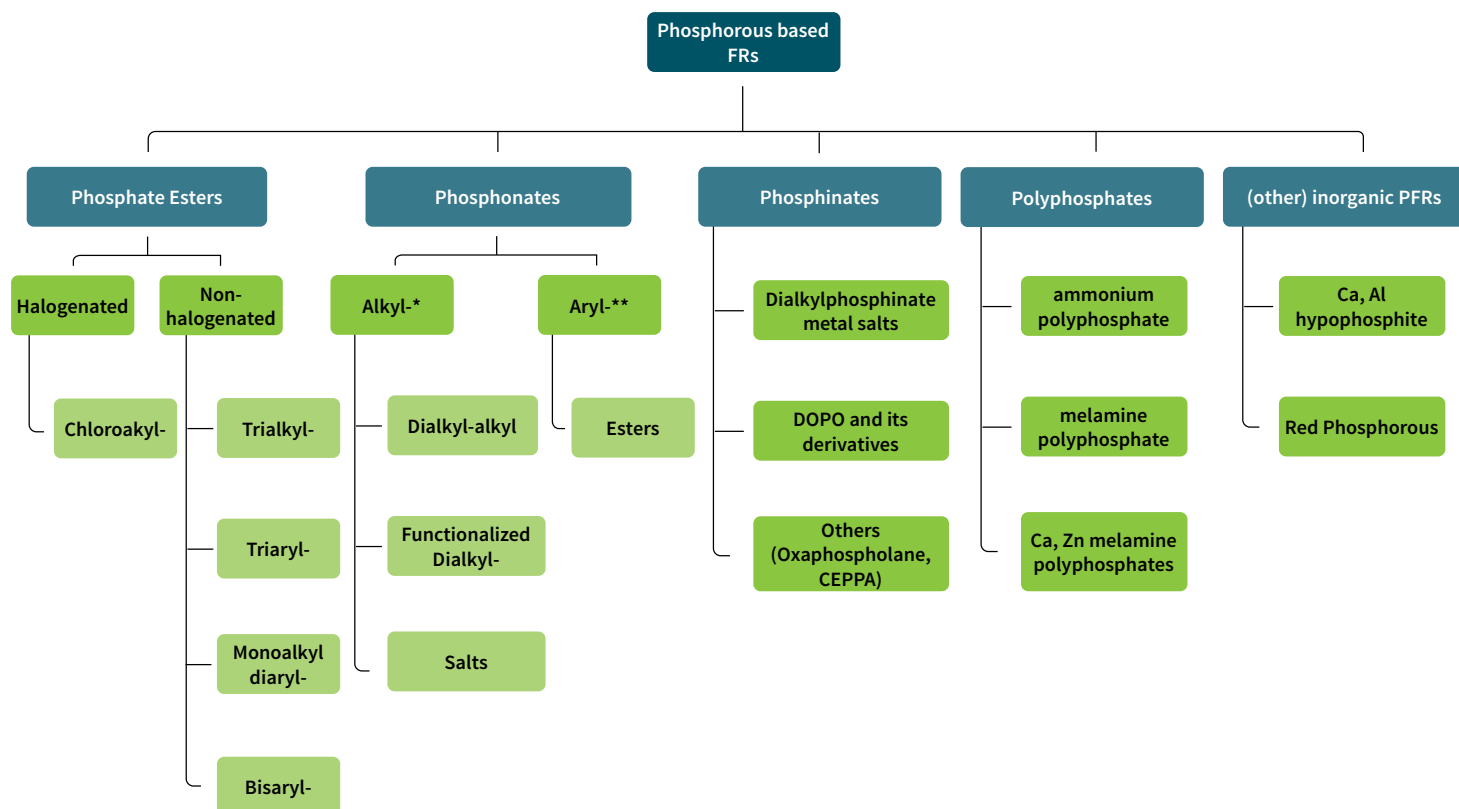 Phosphorous based
FRs
Phosphate Esters
Phosphonates
Phosphinates
Polyphosphates
(other) inorganic PFRs
Halogenated
Non-
halogenated
Alkyl-*
Aryl-**
Dialkylphosphinate
metal salts
ammonium
polyphosphate
Ca, Al
hypophosphite
Chloroakyl-
Trialkyl-
Dialkyl-alkyl
Esters
DOPO and its
derivatives
melamine
polyphosphate
Red Phosphorous
Triaryl-
Functionalized
Dialkyl-
Others
(Oxaphospholane,
CEPPA)
Ca, Zn melamine
polyphosphates
Monoalkyl
diaryl-
Salts
Bisaryl-